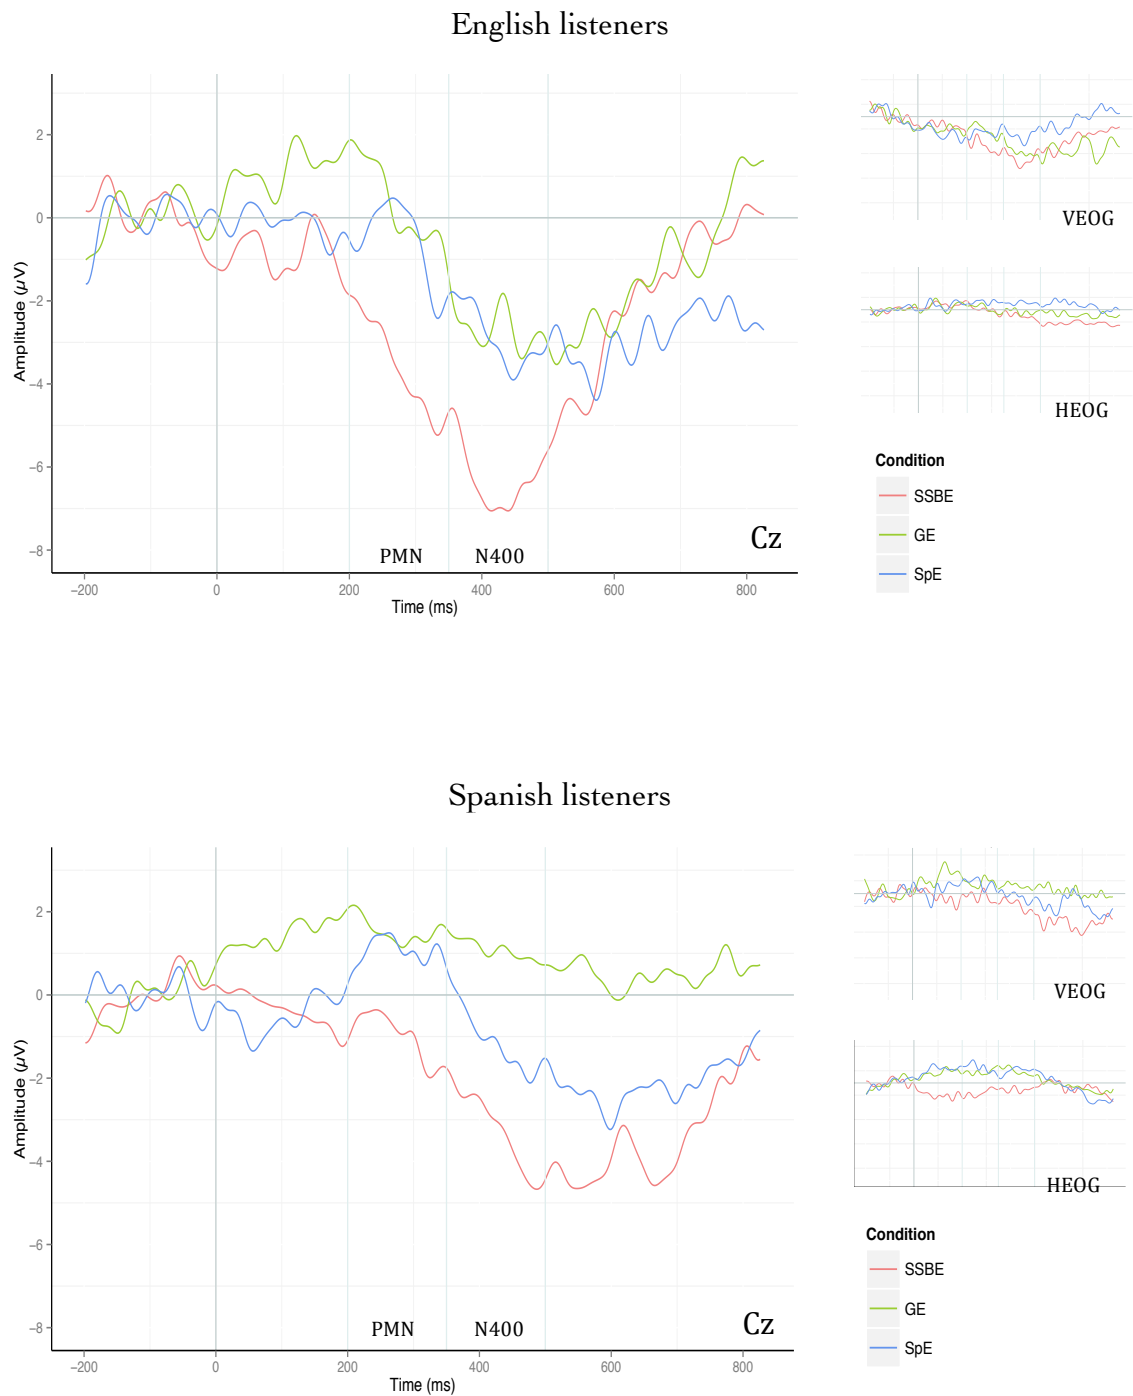 English listeners
2
0
−2
−4
−6
−8
Amplitude (µV)
PMN
N400
Cz
−200
0
200
400
600
800
Time (ms)
VEOG
HEOG
Condition
SSBE
GE
SpE
Spanish listeners
2
0
−2
−4
−6
−8
Amplitude (µV)
PMN
N400
Cz
−200
0
200
400
600
800
Time (ms)
VEOG
HEOG
Condition
SSBE
GE
SpE